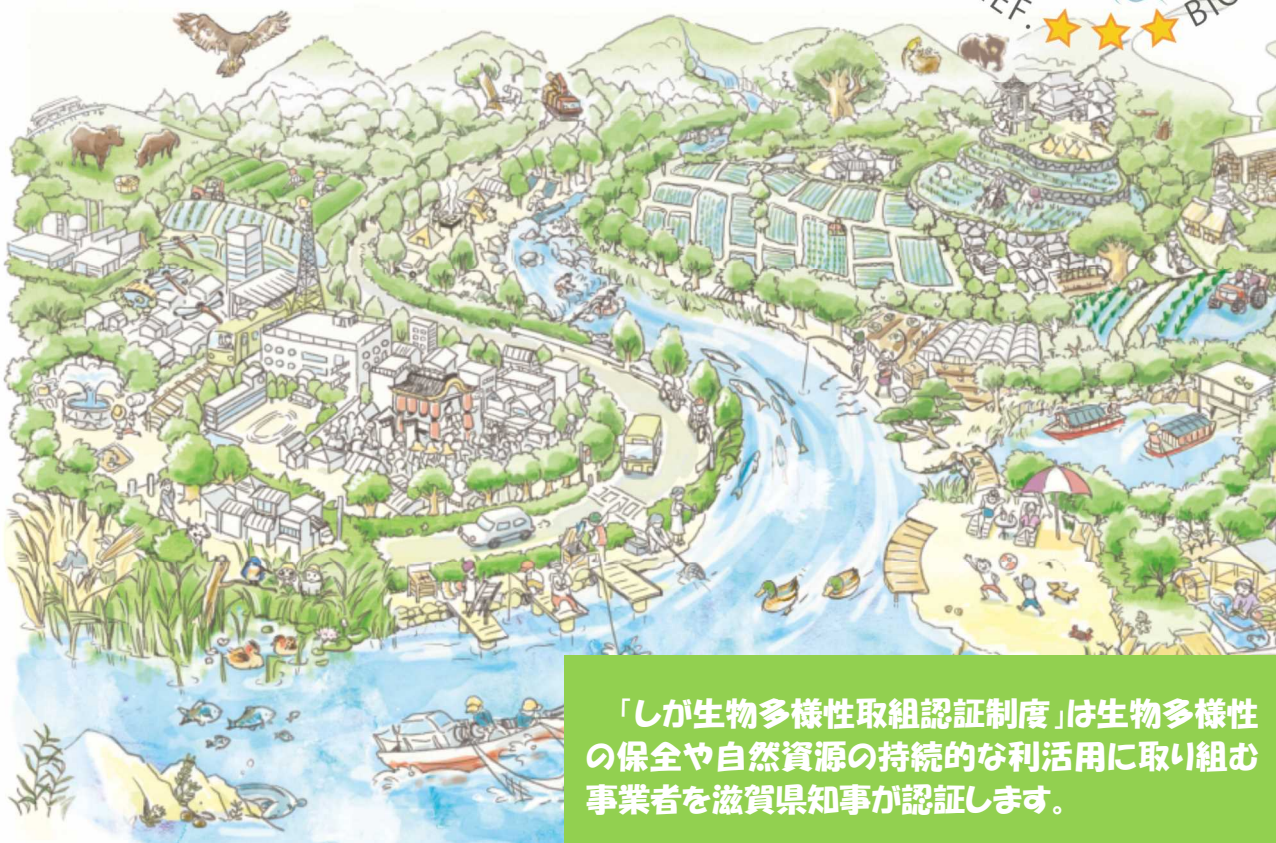 EF. ★★★ BIO
「しが生物多様性取組認証制度」は生物多様性
の保全や自然資源の持続的な利活用に取り組む
事業者を滋賀県知事が認証します。